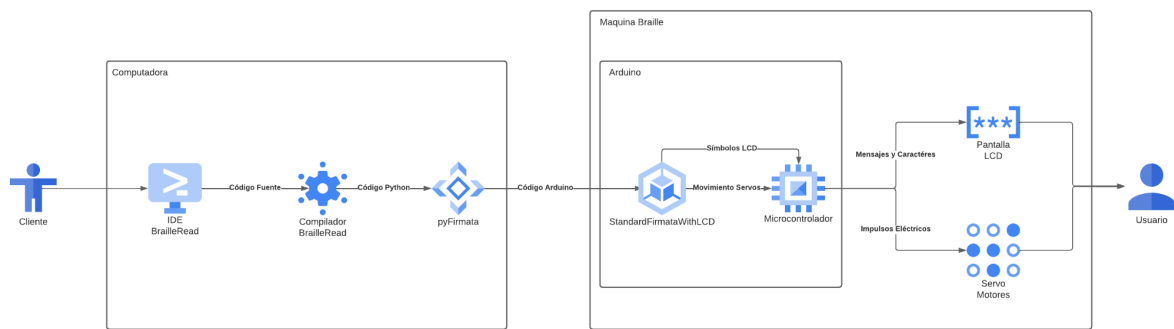 Maquina Braille
Computadora
Arduino
Símbolos LCD
Mensajes y Caractéres
Pantalla
LCD
Código Fuente
Código Python
Código Arduino
Movimiento Servos
Cliente
IDE
BrailleRead
Compilador
BrailleRead
pyFirmata
StandardFirmataWithLCD
Microcontrolador
Usuario
Impulsos Eléctricos
Servo
Motores